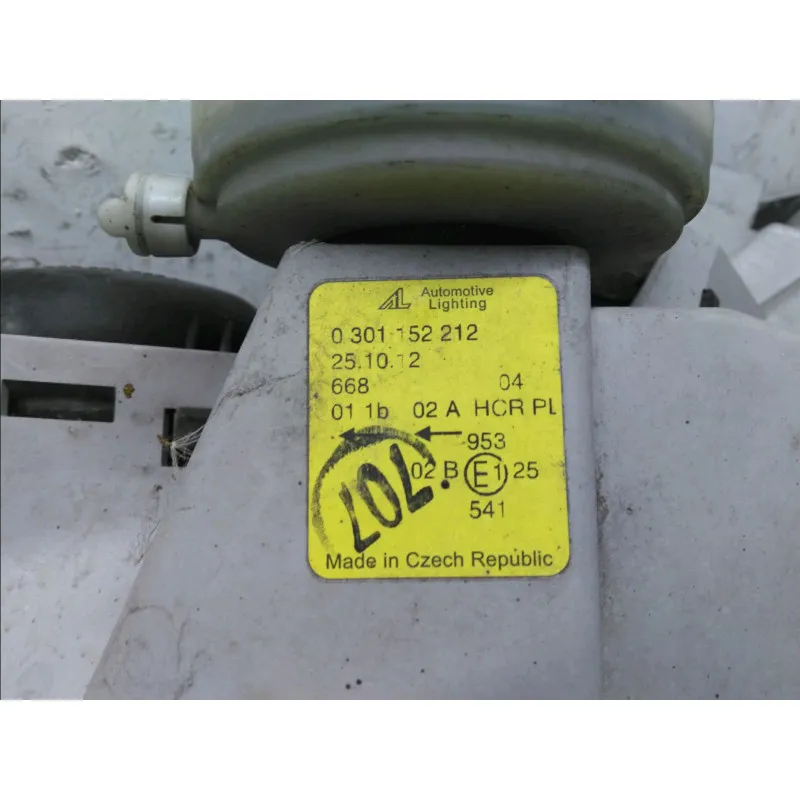 AL Automotive
Lighting
0 301 152 212
25.10.12
668 04
01 1b 02 A HCR PL
953
02 B E1 25
541
707
Made in Czech Republic